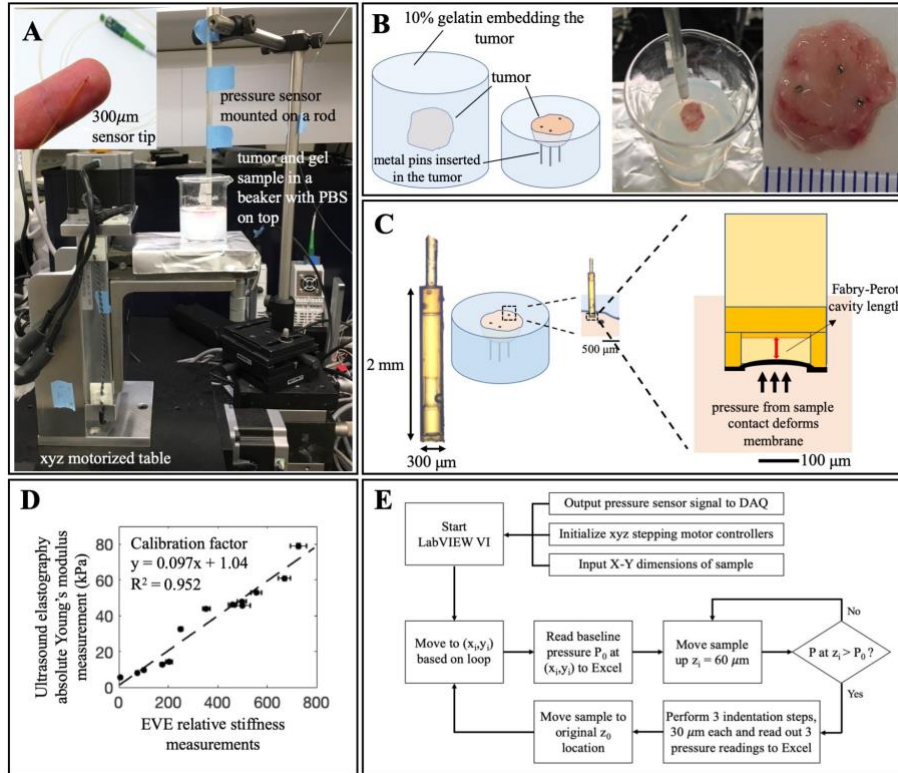 A
300μm
sensor tip
pressure sensor
mounted on a rod
tumor and gel
sample in a
beaker with PBS
on top
xyz motorized table
B
10% gelatin embedding the
tumor
tumor
metal pins inserted
in the tumor
C
2 mm
300 μm
500 μm
Fabry-Perot
cavity length
pressure from sample
contact deforms
membrane
100 μm
D
Ultrasound elastography
absolute Young's modulus
measurement (kPa)
80
60
40
20
0
Calibration factor
y = 0.097x + 1.04
R² = 0.952
0
200
400
600
800
EVE relative stiffness
measurements
E
Start
LabVIEW VI
Output pressure sensor signal to DAQ
Initialize xyz stepping motor controllers
Input X-Y dimensions of sample
Move to (xᵢ,yᵢ)
based on loop
Read baseline
pressure P₀ at
(xᵢ,yᵢ) to Excel
Move sample
up zᵢ = 60 μm
No
P at zᵢ > P₀ ?
Yes
Perform 3 indentation steps,
30 μm each and read out 3
pressure readings to Excel
Move sample to
original z₀
location